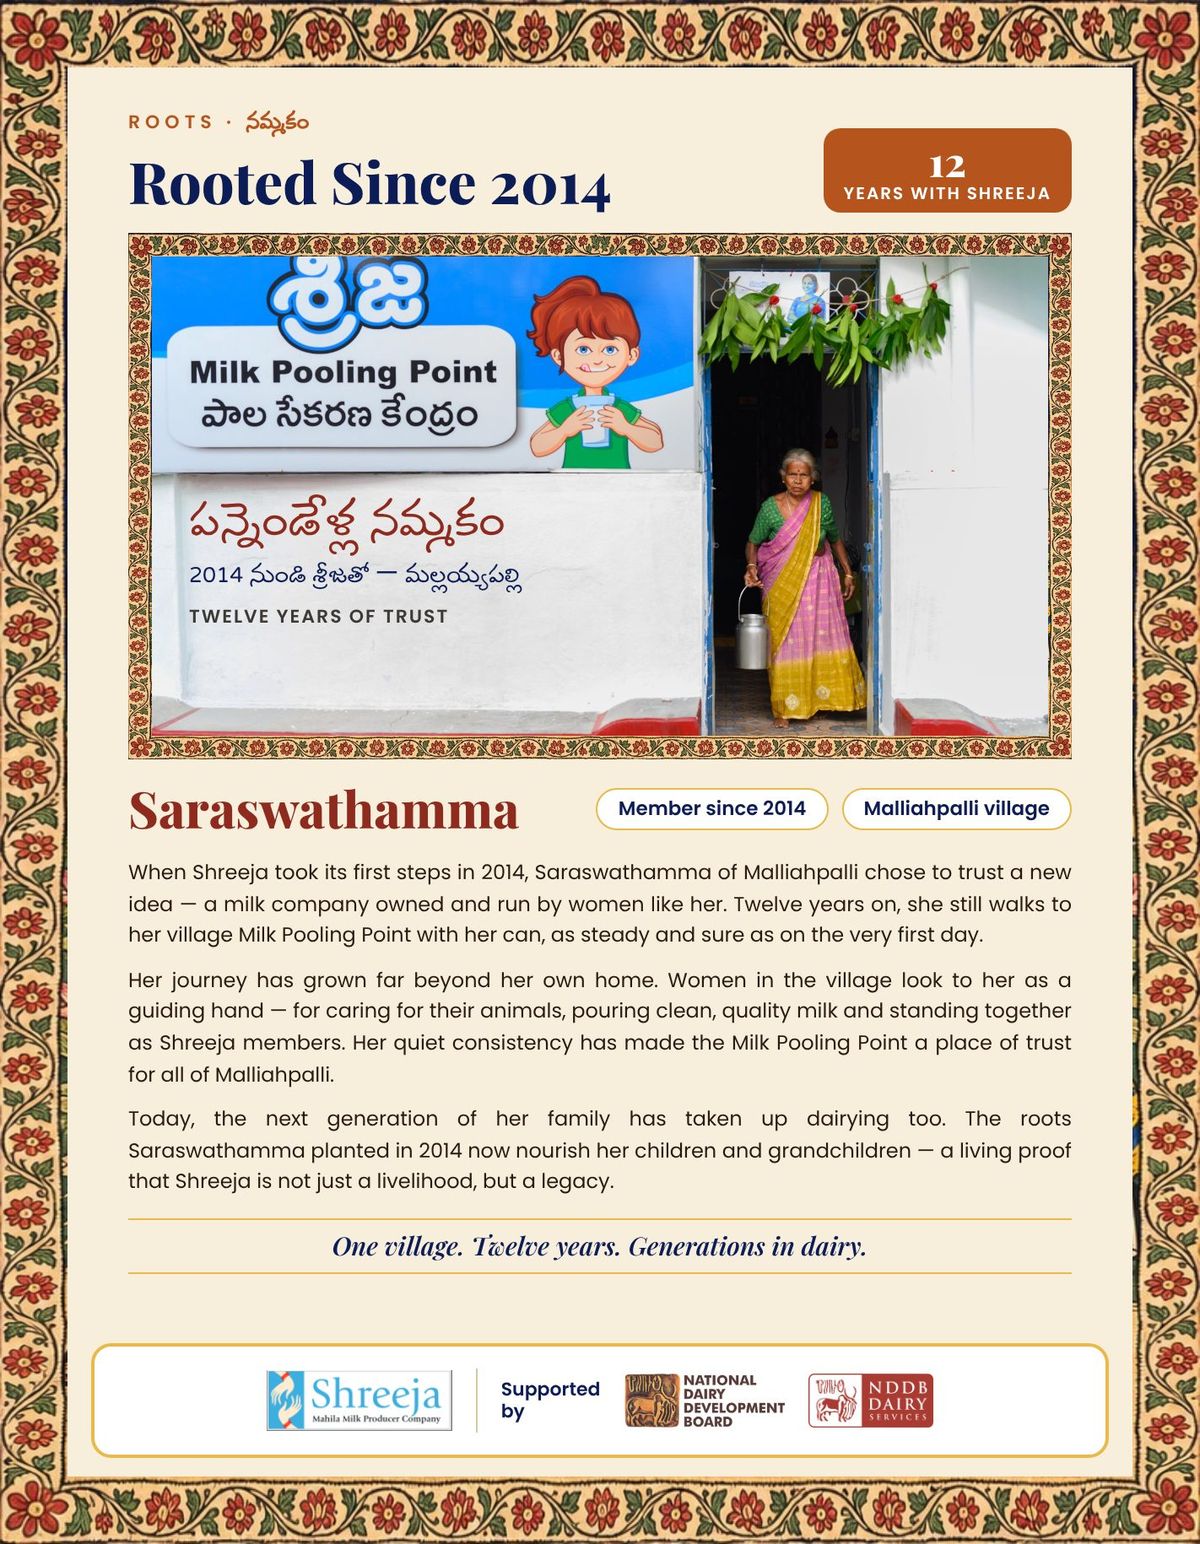 ROOTS · నమ్మకం
Rooted Since 2014
12
YEARS WITH SHREEJA
శ్రీజ
Milk Pooling Point
పాల సేకరణ కేంద్రం
పన్నెండేళ్ల నమ్మకం
2014 నుండి శ్రీజతో — మల్లయ్యపల్లి
TWELVE YEARS OF TRUST
Saraswathamma
Member since 2014
Malliahpalli village
When Shreeja took its first steps in 2014, Saraswathamma of Malliahpalli chose to trust a new
idea — a milk company owned and run by women like her. Twelve years on, she still walks to
her village Milk Pooling Point with her can, as steady and sure as on the very first day.
Her journey has grown far beyond her own home. Women in the village look to her as a
guiding hand — for caring for their animals, pouring clean, quality milk and standing together
as Shreeja members. Her quiet consistency has made the Milk Pooling Point a place of trust
for all of Malliahpalli.
Today, the next generation of her family has taken up dairying too. The roots
Saraswathamma planted in 2014 now nourish her children and grandchildren — a living proof
that Shreeja is not just a livelihood, but a legacy.
One village. Twelve years. Generations in dairy.
Shreeja
Mahila Milk Producer Company
Supported
by
NATIONAL
DAIRY
DEVELOPMENT
BOARD
NDDB
DAIRY
SERVICES